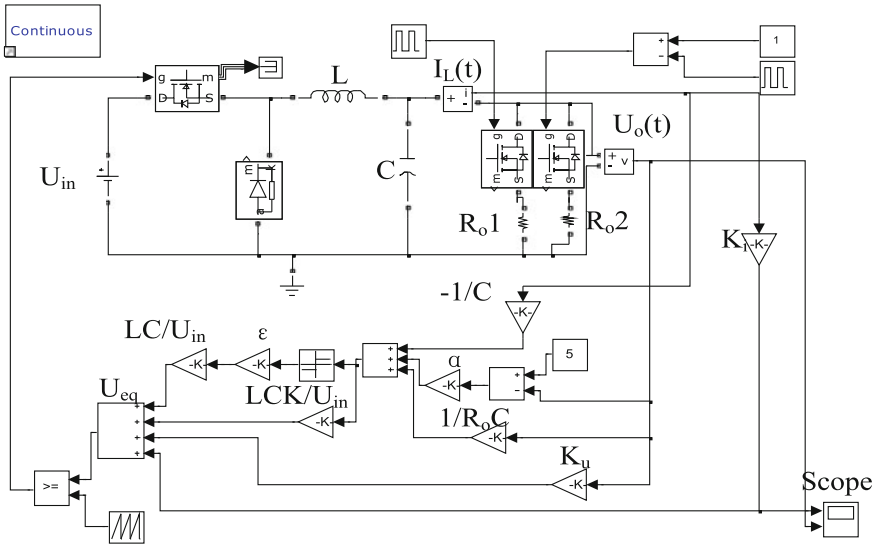 Continuous
g
m
D
S
L
I_L(t)
+
-
i
+
-
1
U_o(t)
g
D
m
S
g
D
m
S
+
-
v
U_in
m
C
R_o1
R_o2
K_i
-K-
-1/C
-K-
LC/U_in
ε
α
+
+
+
5
+
-
-K-
-K-
-K-
LCK/U_in
U_eq
-K-
1/R_oC
-K-
+
+
+
+
K_u
-K-
>=
Scope